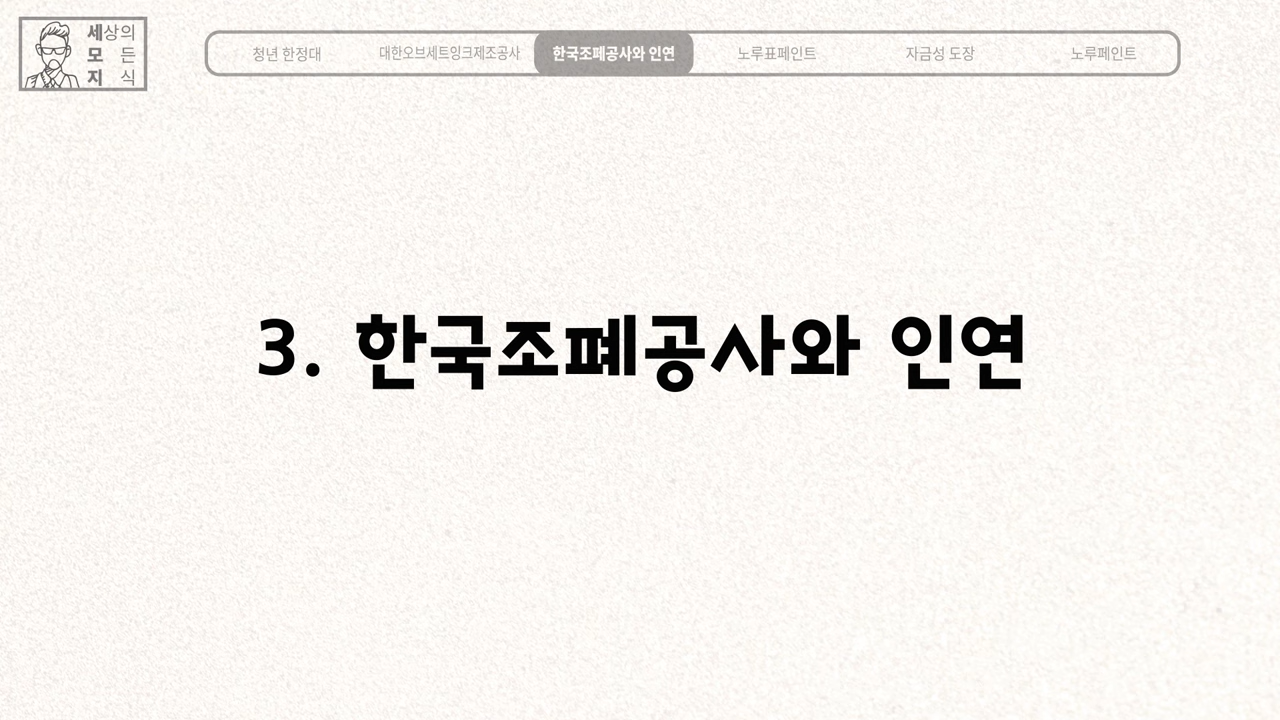 세상의
모든
지식
청년 한정대
대한오브세트잉크제조공사
한국조폐공사와 인연
노루표페인트
자금성 도장
노루페인트
3. 한국조폐공사와 인연